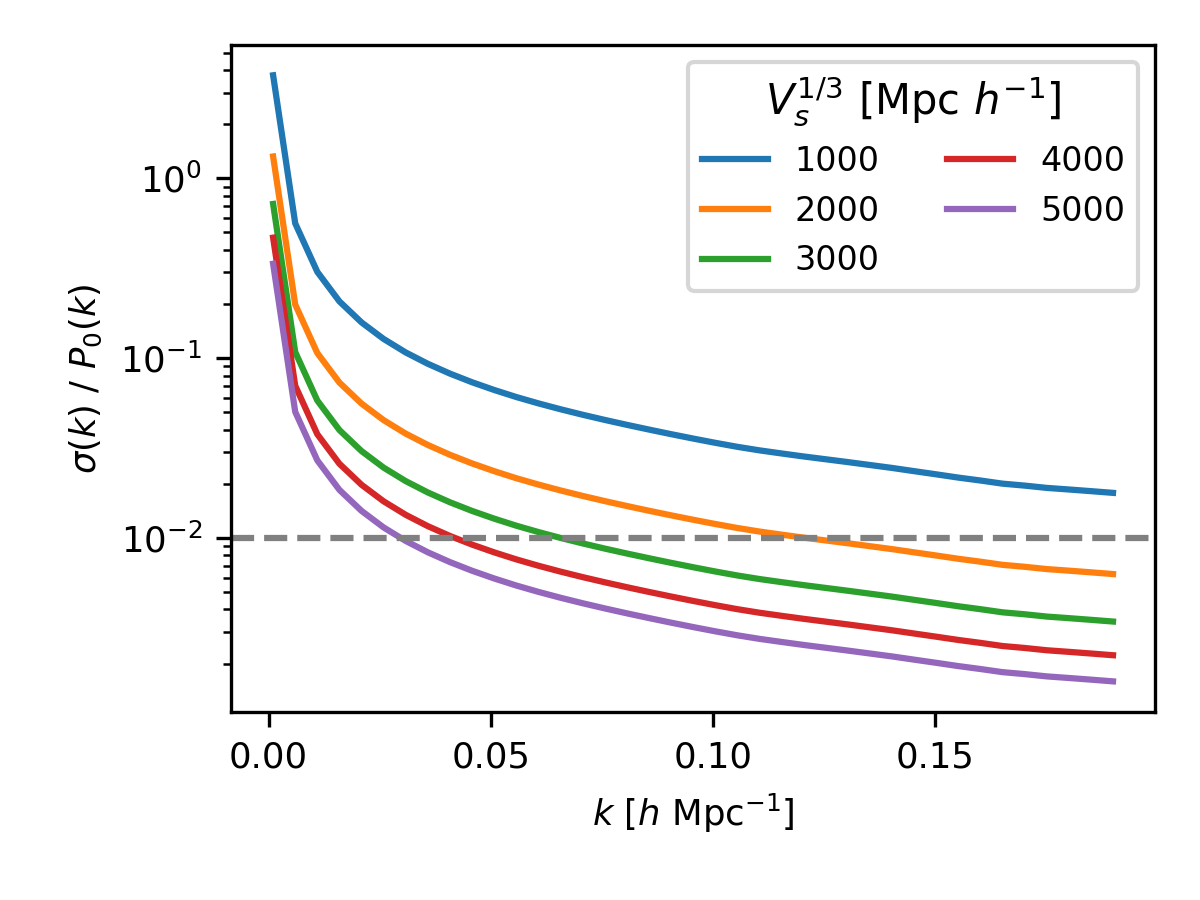 V_s^{1/3} [Mpc h^{-1}]
1000 4000
2000 5000
3000
10^0
10^{-1}
10^{-2}
σ(k) / P_0(k)
0.00 0.05 0.10 0.15
k [h Mpc^{-1}]